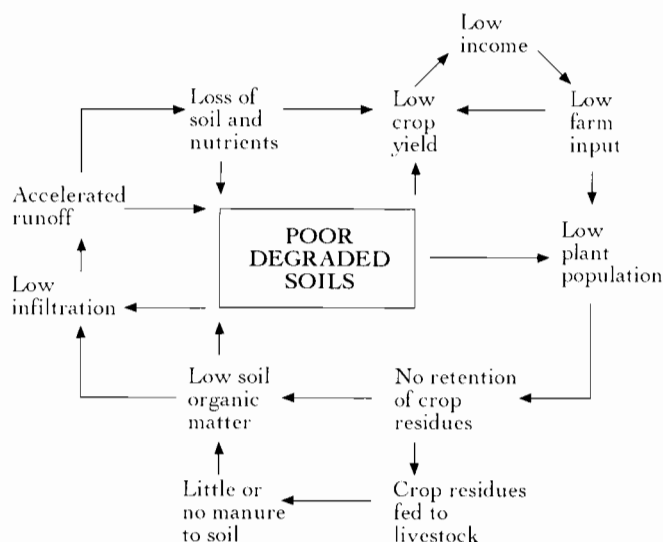 Low
income
Loss of
soil and
nutrients
Low
crop
yield
Low
farm
input
Accelerated
runoff
POOR
DEGRADED
SOILS
Low
plant
population
Low
infiltration
Low soil
organic
matter
No retention
of crop
residues
Little or
no manure
to soil
Crop residues
fed to
livestock